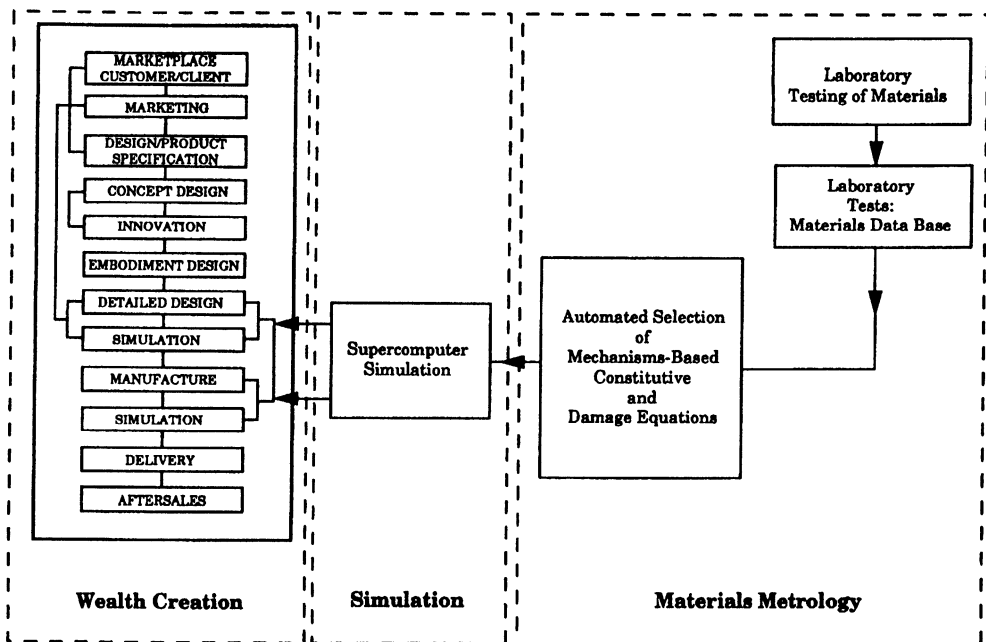 MARKETPLACE
CUSTOMER/CLIENT
MARKETING
DESIGN/PRODUCT
SPECIFICATION
CONCEPT DESIGN
INNOVATION
EMBODIMENT DESIGN
DETAILED DESIGN
SIMULATION
MANUFACTURE
SIMULATION
DELIVERY
AFTERSALES
Wealth Creation
Supercomputer
Simulation
Simulation
Laboratory
Testing of Materials
Laboratory
Tests:
Materials Data Base
Automated Selection
of
Mechanisms-Based
Constitutive
and
Damage Equations
Materials Metrology